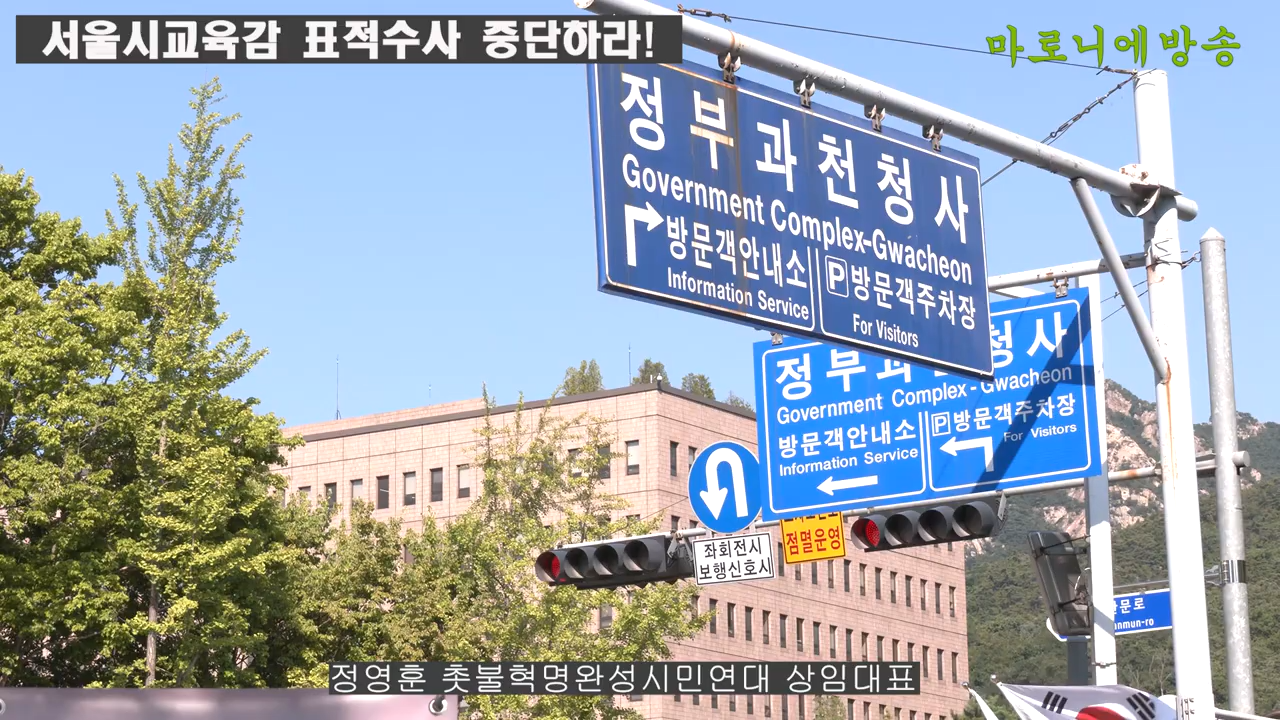 서울시교육감 표적수사 중단하라!
마로니에방송
정부과천청사
Government Complex-Gwacheon
방문객안내소
Information Service
P 방문객주차장
For Visitors
정부과천청사
Government Complex - Gwacheon
방문객안내소
Information Service
P 방문객주차장
For Visitors
점멸운영
좌회전시
보행신호시
문로
anmun-ro
정영훈 촛불혁명완성시민연대 상임대표